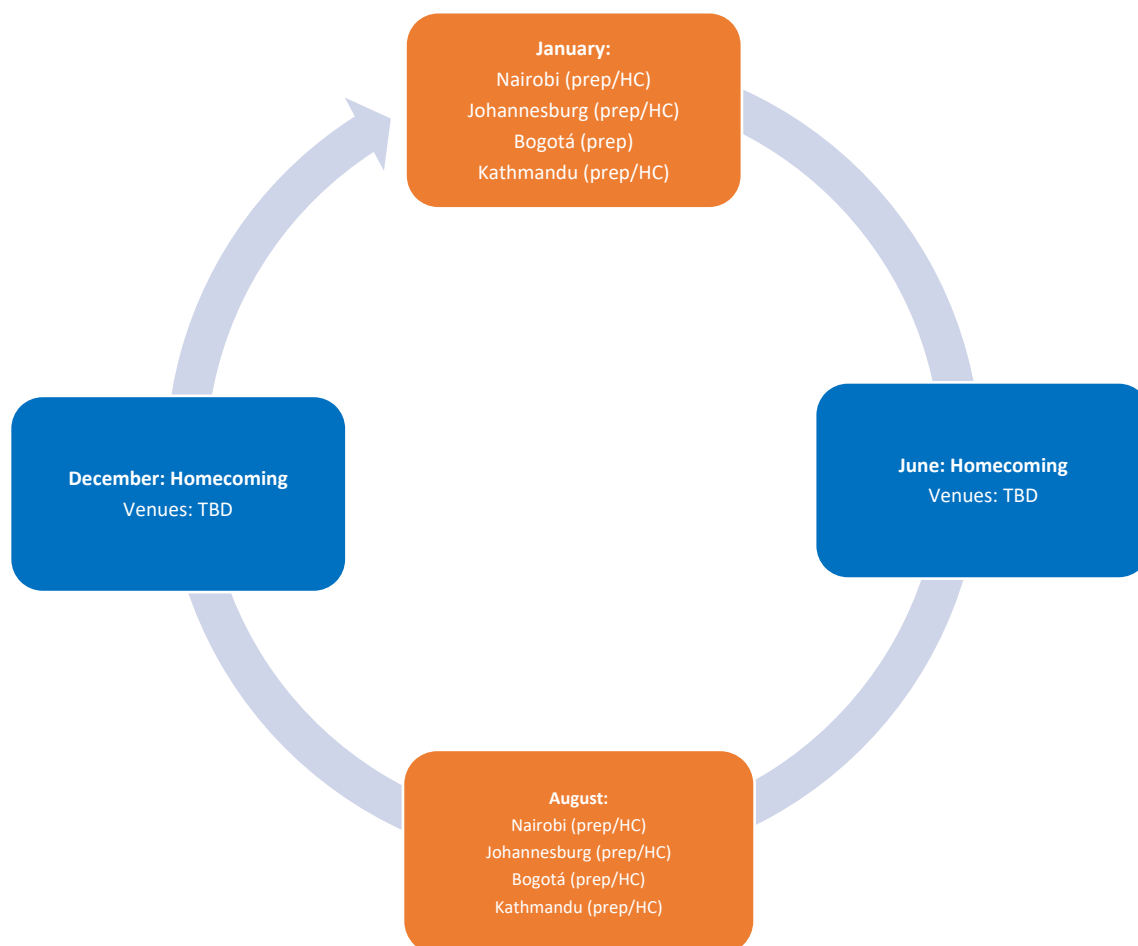 January:
Nairobi (prep/HC)
Johannesburg (prep/HC)
Bogotá (prep)
Kathmandu (prep/HC)
December: Homecoming
Venues: TBD
June: Homecoming
Venues: TBD
August:
Nairobi (prep/HC)
Johannesburg (prep/HC)
Bogotá (prep/HC)
Kathmandu (prep/HC)